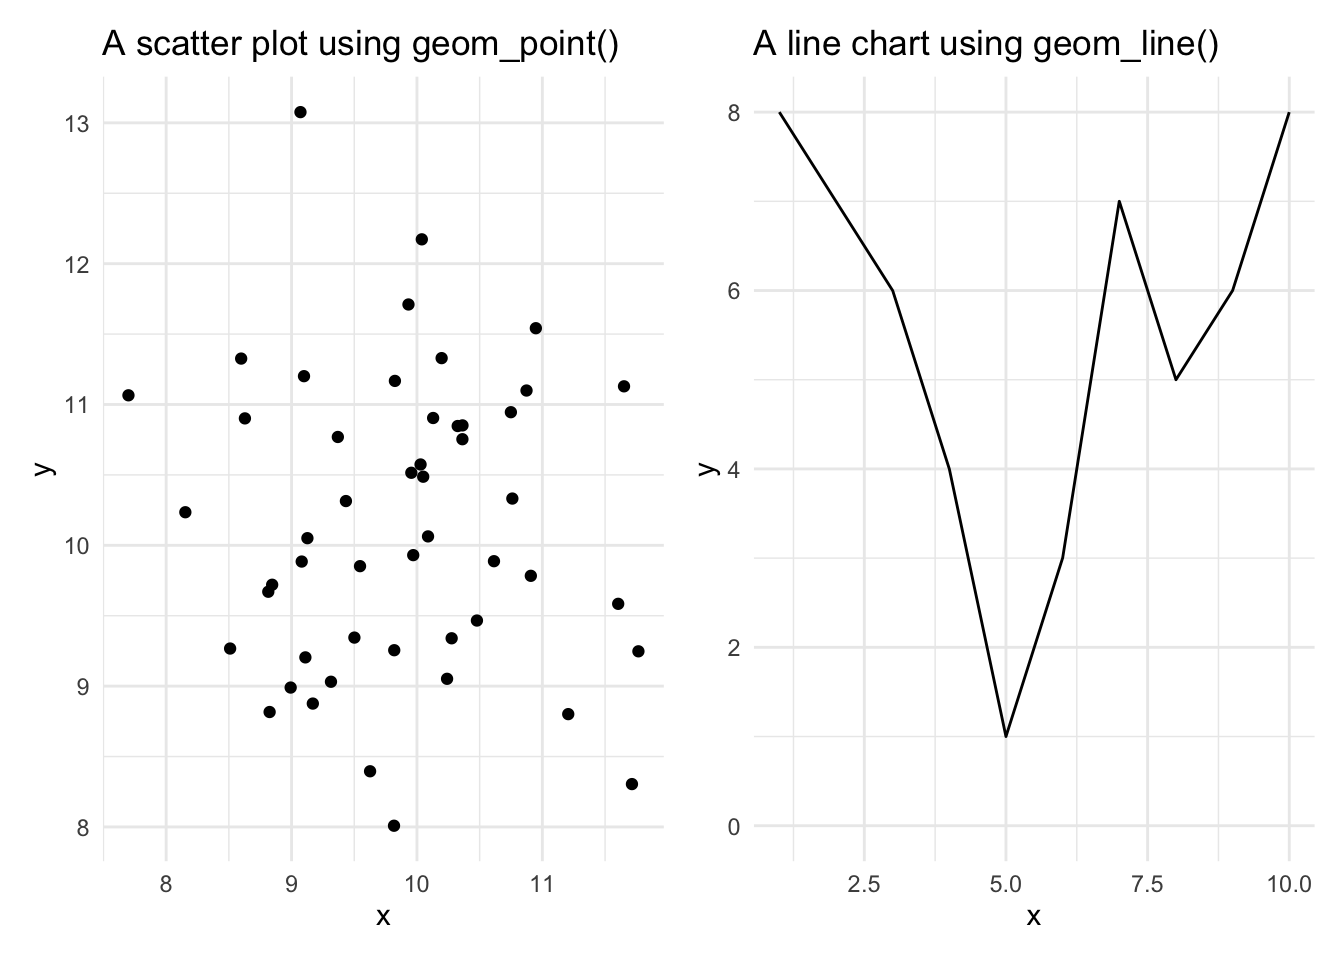 A scatter plot using geom_point()
13
12
11
10
9
8
y
8 9 10 11
x
A line chart using geom_line()
8
6
4
2
0
y
2.5 5.0 7.5 10.0
x